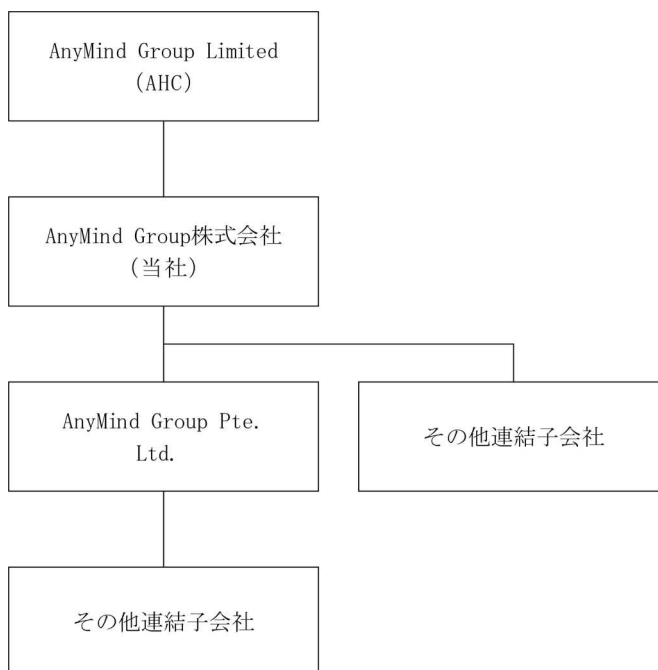 AnyMind Group Limited
(AHC)
AnyMind Group株式会社
(当社)
AnyMind Group Pte.
Ltd.
その他連結子会社
その他連結子会社